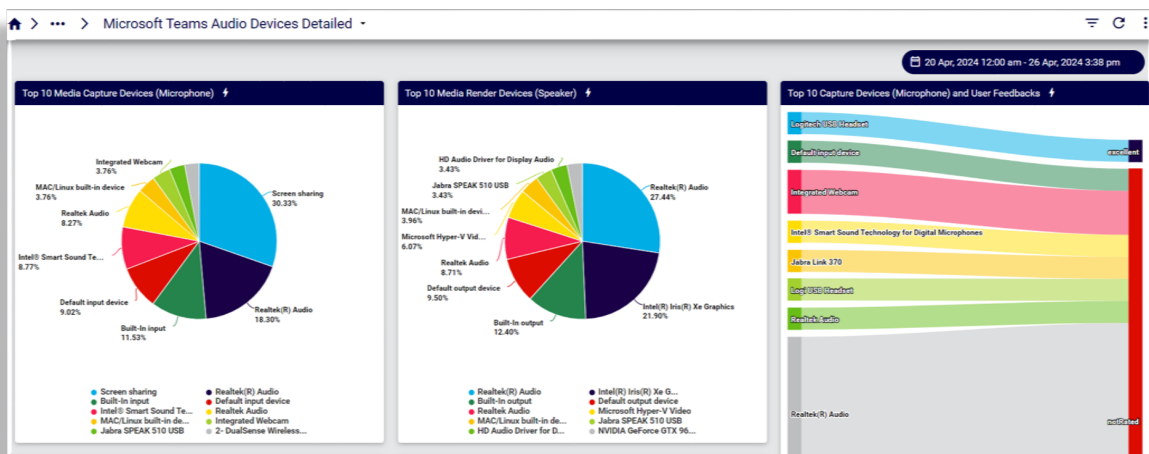 Microsoft Teams Audio Devices Detailed
20 Apr, 2024 12:00 am - 26 Apr, 2024 3:38 pm
Top 10 Media Capture Devices (Microphone)
Integrated Webcam
3.76%
MAC/Linux built-in device
3.76%
Realtek Audio
8.27%
Intel® Smart Sound Te...
8.77%
Default input device
9.02%
Built-In input
11.53%
Screen sharing
30.33%
Realtek(R) Audio
18.30%
Screen sharing
Realtek(R) Audio
Built-In input
Default input device
Intel® Smart Sound Te...
Realtek Audio
MAC/Linux built-in de...
Integrated Webcam
Jabra SPEAK 510 USB
2- DualSense Wireless...
Top 10 Media Render Devices (Speaker)
HD Audio Driver for Display Audio
3.43%
Jabra SPEAK 510 USB
3.43%
MAC/Linux built-in devi...
3.96%
Microsoft Hyper-V Vid...
6.07%
Realtek Audio
8.71%
Default output device
9.50%
Built-In output
12.40%
Realtek(R) Audio
27.44%
Intel(R) Iris(R) Xe Graphics
21.90%
Realtek(R) Audio
Intel(R) Iris(R) Xe G...
Built-In output
Default output device
Realtek Audio
Microsoft Hyper-V Video
MAC/Linux built-in de...
Jabra SPEAK 510 USB
HD Audio Driver for D...
NVIDIA GeForce GTX 96...
Top 10 Capture Devices (Microphone) and User Feedbacks
Logitech USB Headset
excellent
Default input device
Integrated Webcam
Intel® Smart Sound Technology for Digital Microphones
Jabra Link 370
Logi USB Headset
Realtek Audio
Realtek(R) Audio
notRated